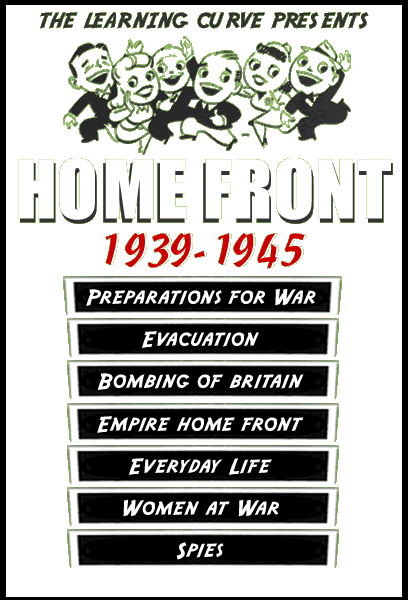 The Learning Curve Presents
HOME FRONT
1939-1945
Preparations for War
Evacuation
Bombing of britain
Empire home front
Everyday Life
Women at War
Spies